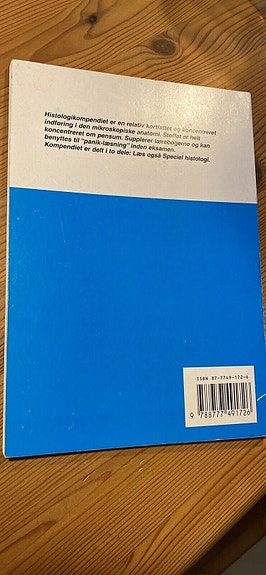 Histologikompendiet er en relativ kortfattet og koncentreret
indføring i den mikroskopiske anatomi. Stoffet er helt
koncentreret om pensum. Supplerer lærebøgerne og kan
benyttes til "panik-læsning" inden eksamen.
Kompendiet er delt i to dele: Læs også Speciel histologi.
ISBN 87-7749-172-6
9 788777 491726